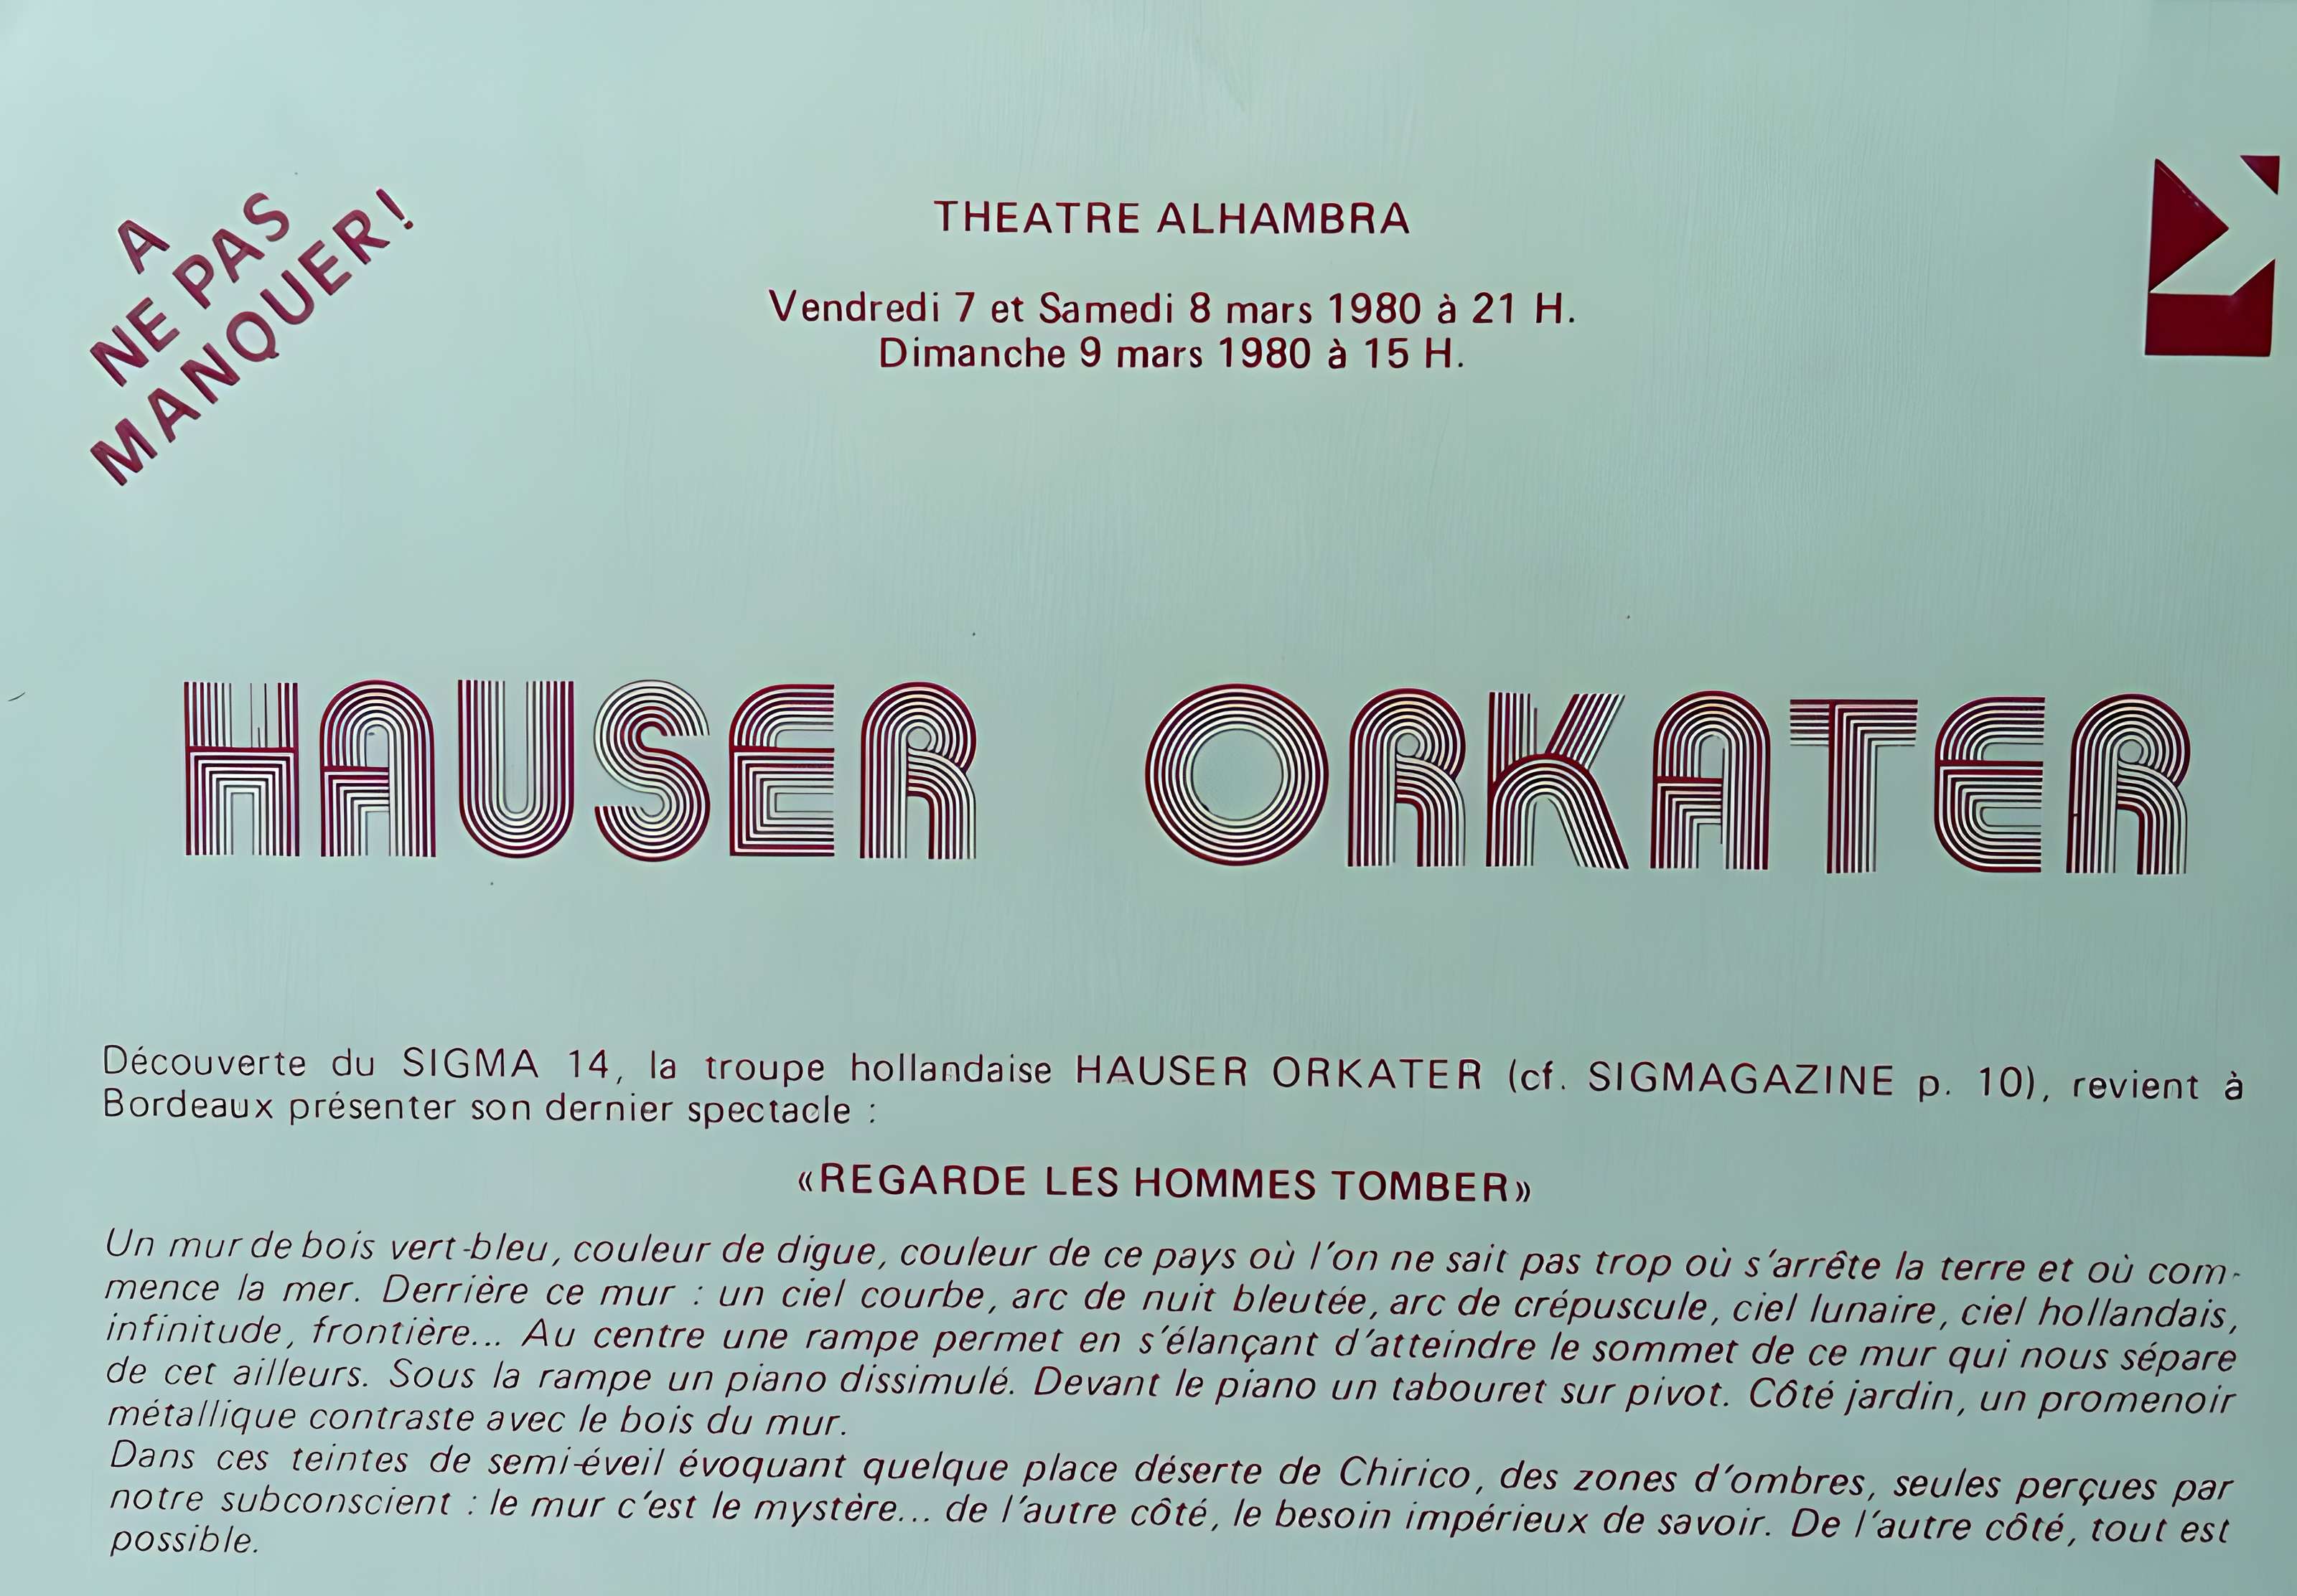 A
NE PAS
MANQUER !
THEATRE ALHAMBRA
Vendredi 7 et Samedi 8 mars 1980 à 21 H.
Dimanche 9 mars 1980 à 15 H.
HAUSER ORKATER
Découverte du SIGMA 14, la troupe hollandaise HAUSER ORKATER (cf. SIGMAGAZINE p. 10), revient à
Bordeaux présenter son dernier spectacle :
«REGARDE LES HOMMES TOMBER»
Un mur de bois vert-bleu, couleur de digue, couleur de ce pays où l'on ne sait pas trop où s'arrête la terre et où com-
mence la mer. Derrière ce mur : un ciel courbe, arc de nuit bleutée, arc de crépuscule, ciel lunaire, ciel hollandais,
infinitude, frontière... Au centre une rampe permet en s'élançant d'atteindre le sommet de ce mur qui nous sépare
de cet ailleurs. Sous la rampe un piano dissimulé. Devant le piano un tabouret sur pivot. Côté jardin, un promenoir
métallique contraste avec le bois du mur.
Dans ces teintes de semi-éveil évoquant quelque place déserte de Chirico, des zones d'ombres, seules perçues par
notre subconscient : le mur c'est le mystère... de l'autre côté, le besoin impérieux de savoir. De l'autre côté, tout est
possible.